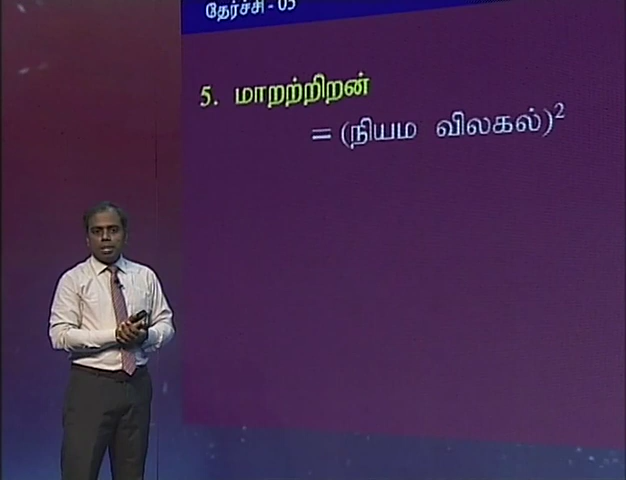 தேர்ச்சி - 05
5. மாறற்றிறன்
= (நியம விலகல்)²